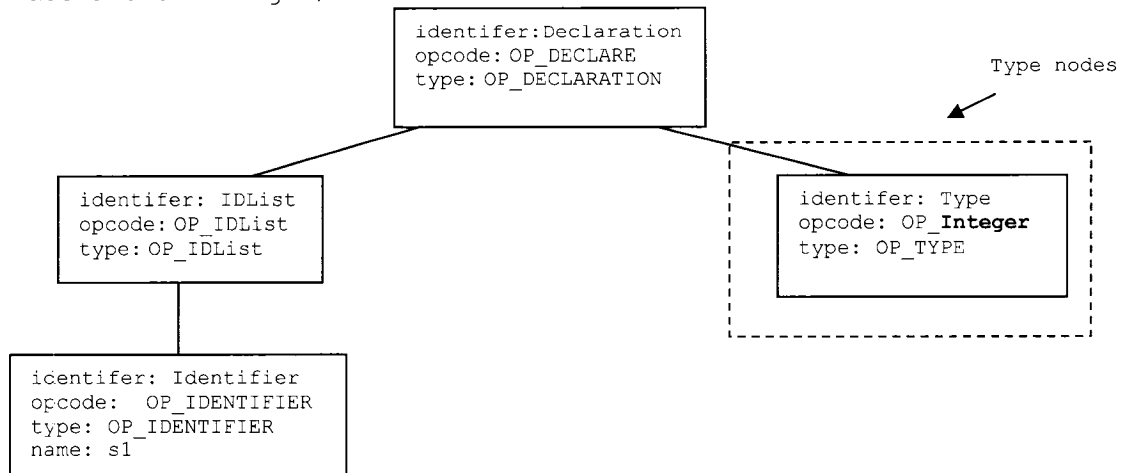 identifer:Declaration
opcode: OP_DECLARE
type: OP_DECLARATION
Type nodes
identifer: IDList
opcode: OP_IDList
type: OP_IDList
identifer: Type
opcode: OP_Integer
type: OP_TYPE
identifer: Identifier
opcode: OP_IDENTIFIER
type: OP_IDENTIFIER
name: s1